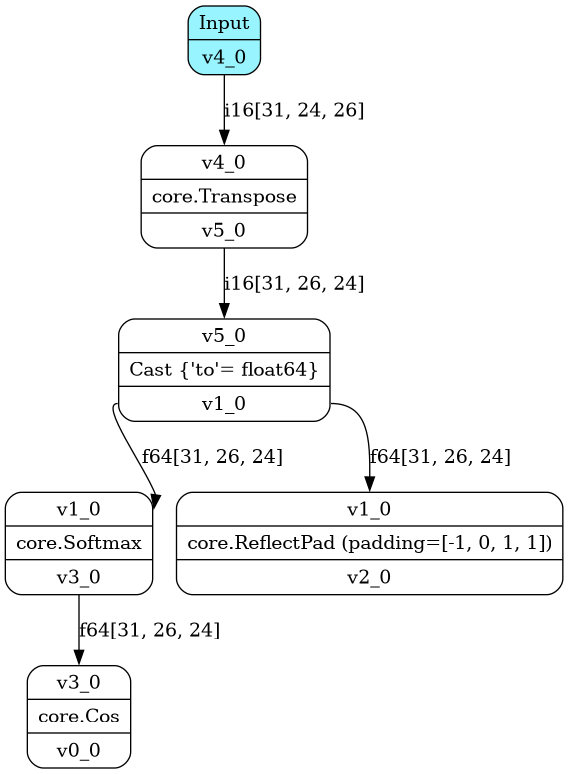 Input
v4_0
i16[31, 24, 26]
v4_0
core.Transpose
v5_0
i16[31, 26, 24]
v5_0
Cast {'to'= float64}
v1_0
f64[31, 26, 24]
f64[31, 26, 24]
v1_0
core.Softmax
v3_0
v1_0
core.ReflectPad (padding=[-1, 0, 1, 1])
v2_0
f64[31, 26, 24]
v3_0
core.Cos
v0_0